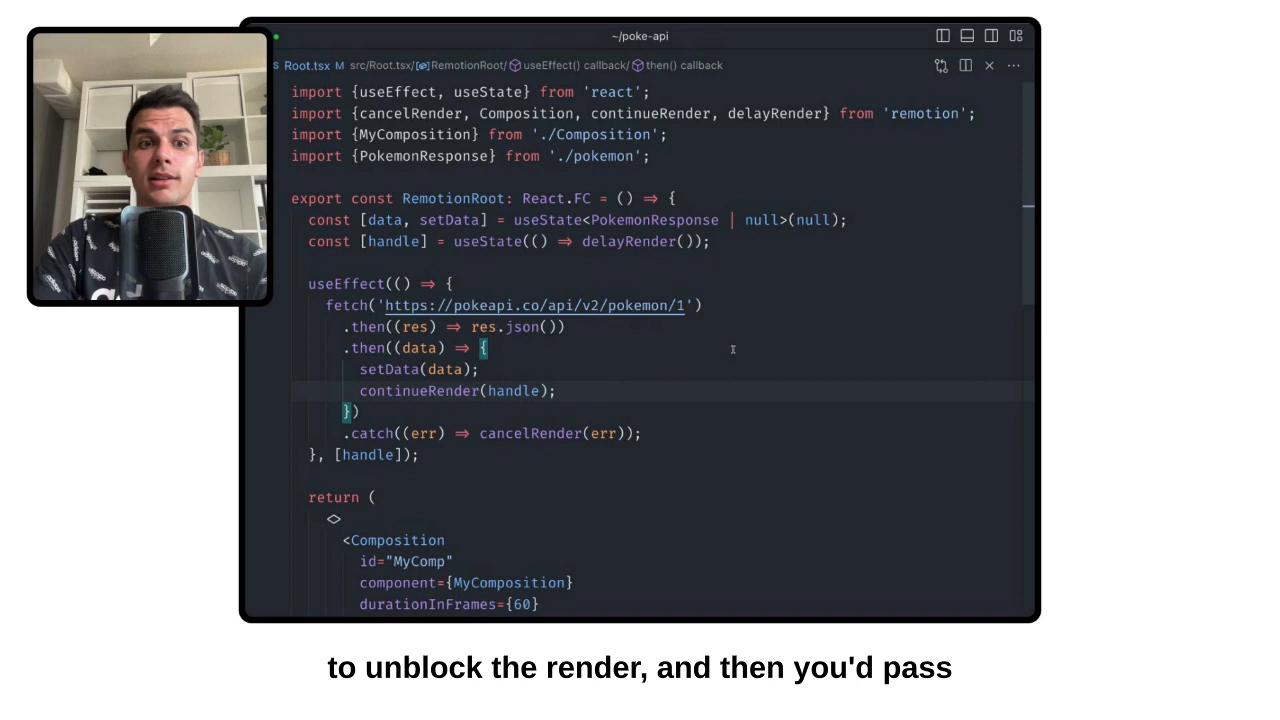 ~/poke-api
Root.tsx M src/Root.tsx/RemotionRoot/useEffect() callback/then() callback
import {useEffect, useState} from 'react';
import {cancelRender, Composition, continueRender, delayRender} from 'remotion';
import {MyComposition} from './Composition';
import {PokemonResponse} from './pokemon';
export const RemotionRoot: React.FC = () => {
const [data, setData] = useState<PokemonResponse | null>(null);
const [handle] = useState(() => delayRender());
useEffect(() => {
fetch('https://pokeapi.co/api/v2/pokemon/1')
.then((res) => res.json())
.then((data) => {
setData(data);
continueRender(handle);
})
.catch((err) => cancelRender(err));
}, [handle]);
return (
<>
<Composition
id="MyComp"
component={MyComposition}
durationInFrames={60}
to unblock the render, and then you'd pass